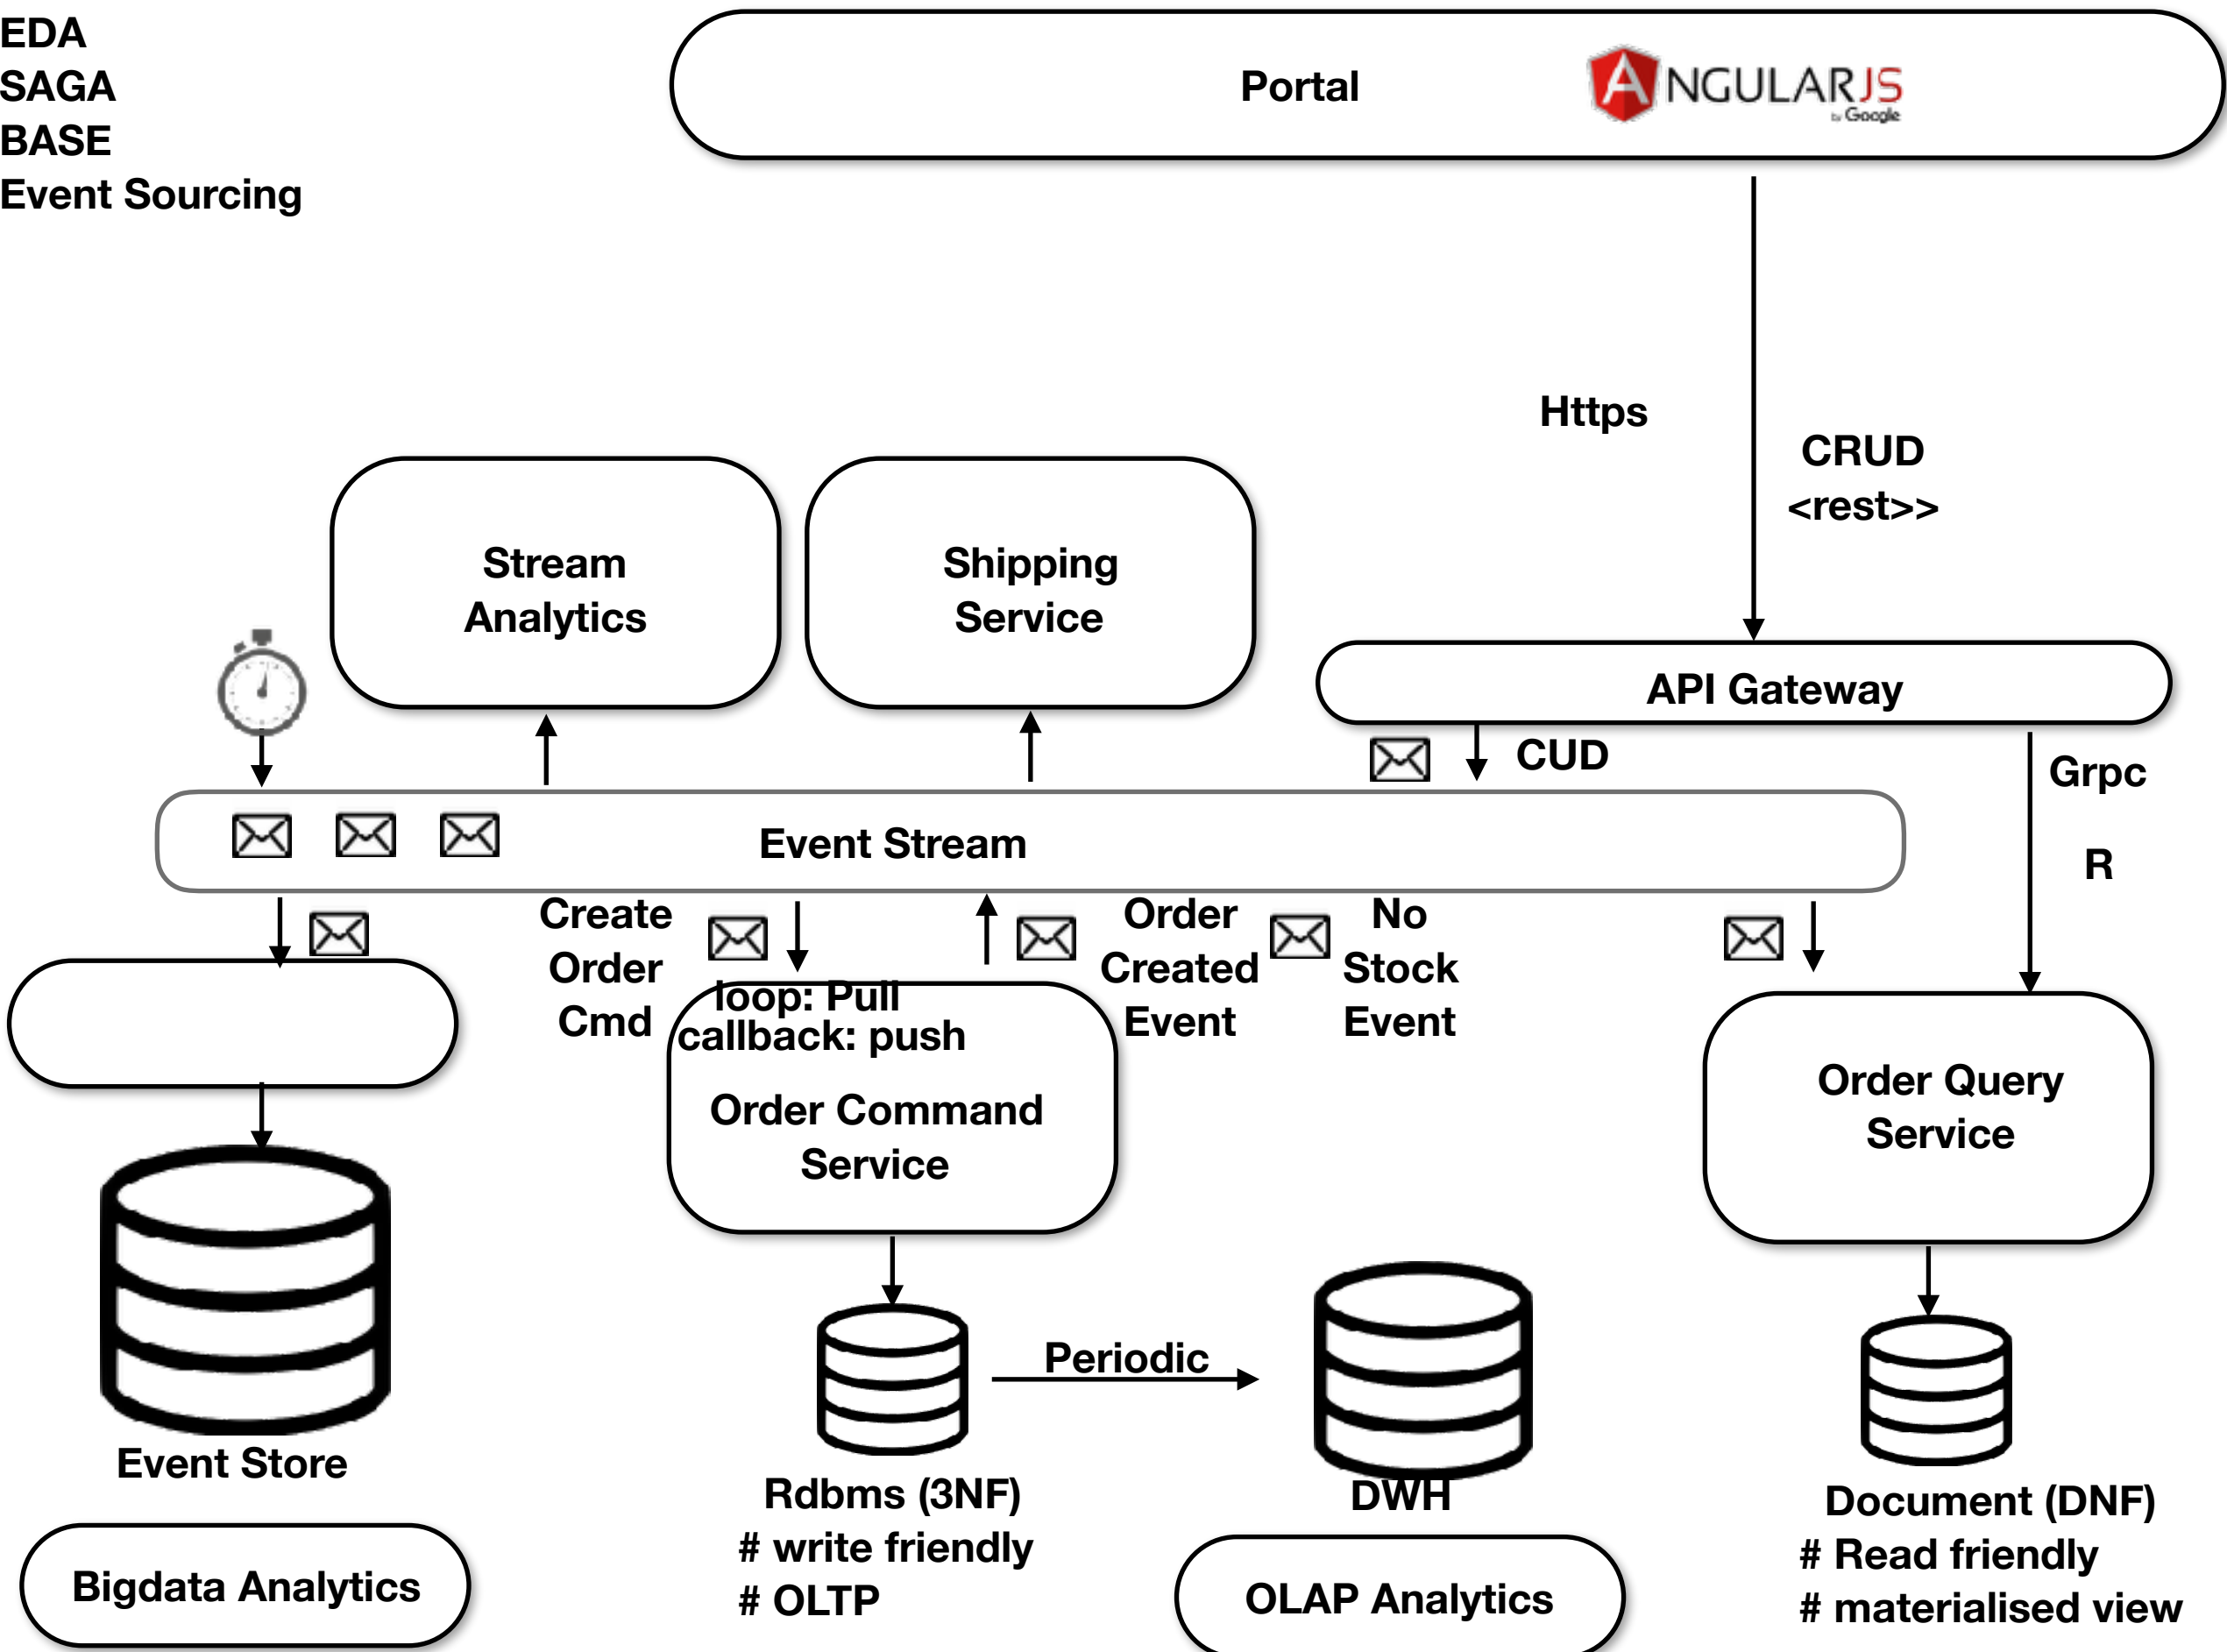 EDA
SAGA
BASE
Event Sourcing
Portal
ANGULARJS
by Google
Https
CRUD
<rest>>
Stream
Analytics
Shipping
Service
API Gateway
CUD
Grpc
R
Event Stream
Create
Order
Cmd
Order
Created
Event
No
Stock
Event
loop: Pull
callback: push
Order Command
Service
Order Query
Service
Periodic
Event Store
Rdbms (3NF)
# write friendly
# OLTP
DWH
Document (DNF)
# Read friendly
# materialised view
Bigdata Analytics
OLAP Analytics